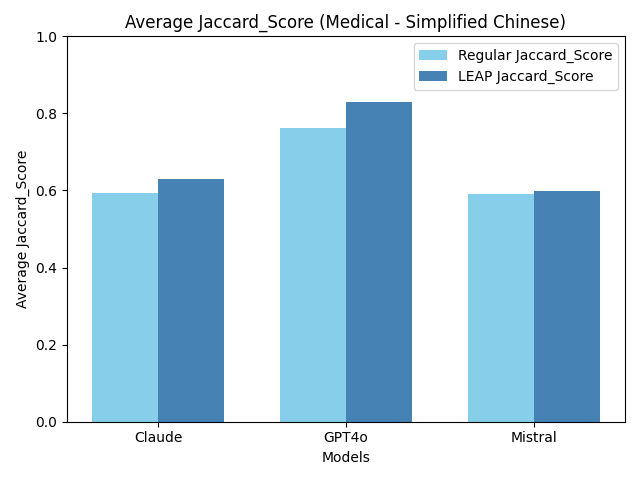 Average Jaccard_Score (Medical - Simplified Chinese)
Regular Jaccard_Score
LEAP Jaccard_Score
Average Jaccard_Score
1.0
0.8
0.6
0.4
0.2
0.0
Claude
GPT4o
Mistral
Models